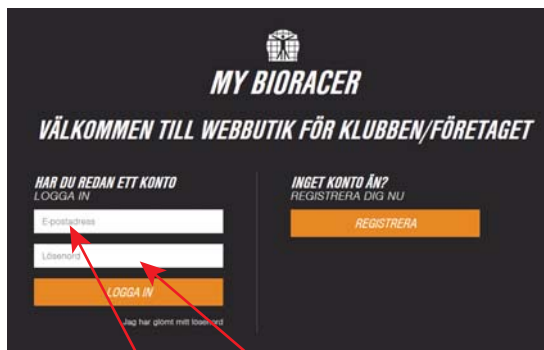 MY BIORACER
VÄLKOMMEN TILL WEBBUTIK FÖR KLUBBEN/FÖRETAGET
HAR DU REDAN ETT KONTO
LOGGA IN
E-postadress
Lösenord
LOGGA IN
Jag har glömt mitt lösenord
INGET KONTO ÄN?
REGISTRERA DIG NU
REGISTRERA